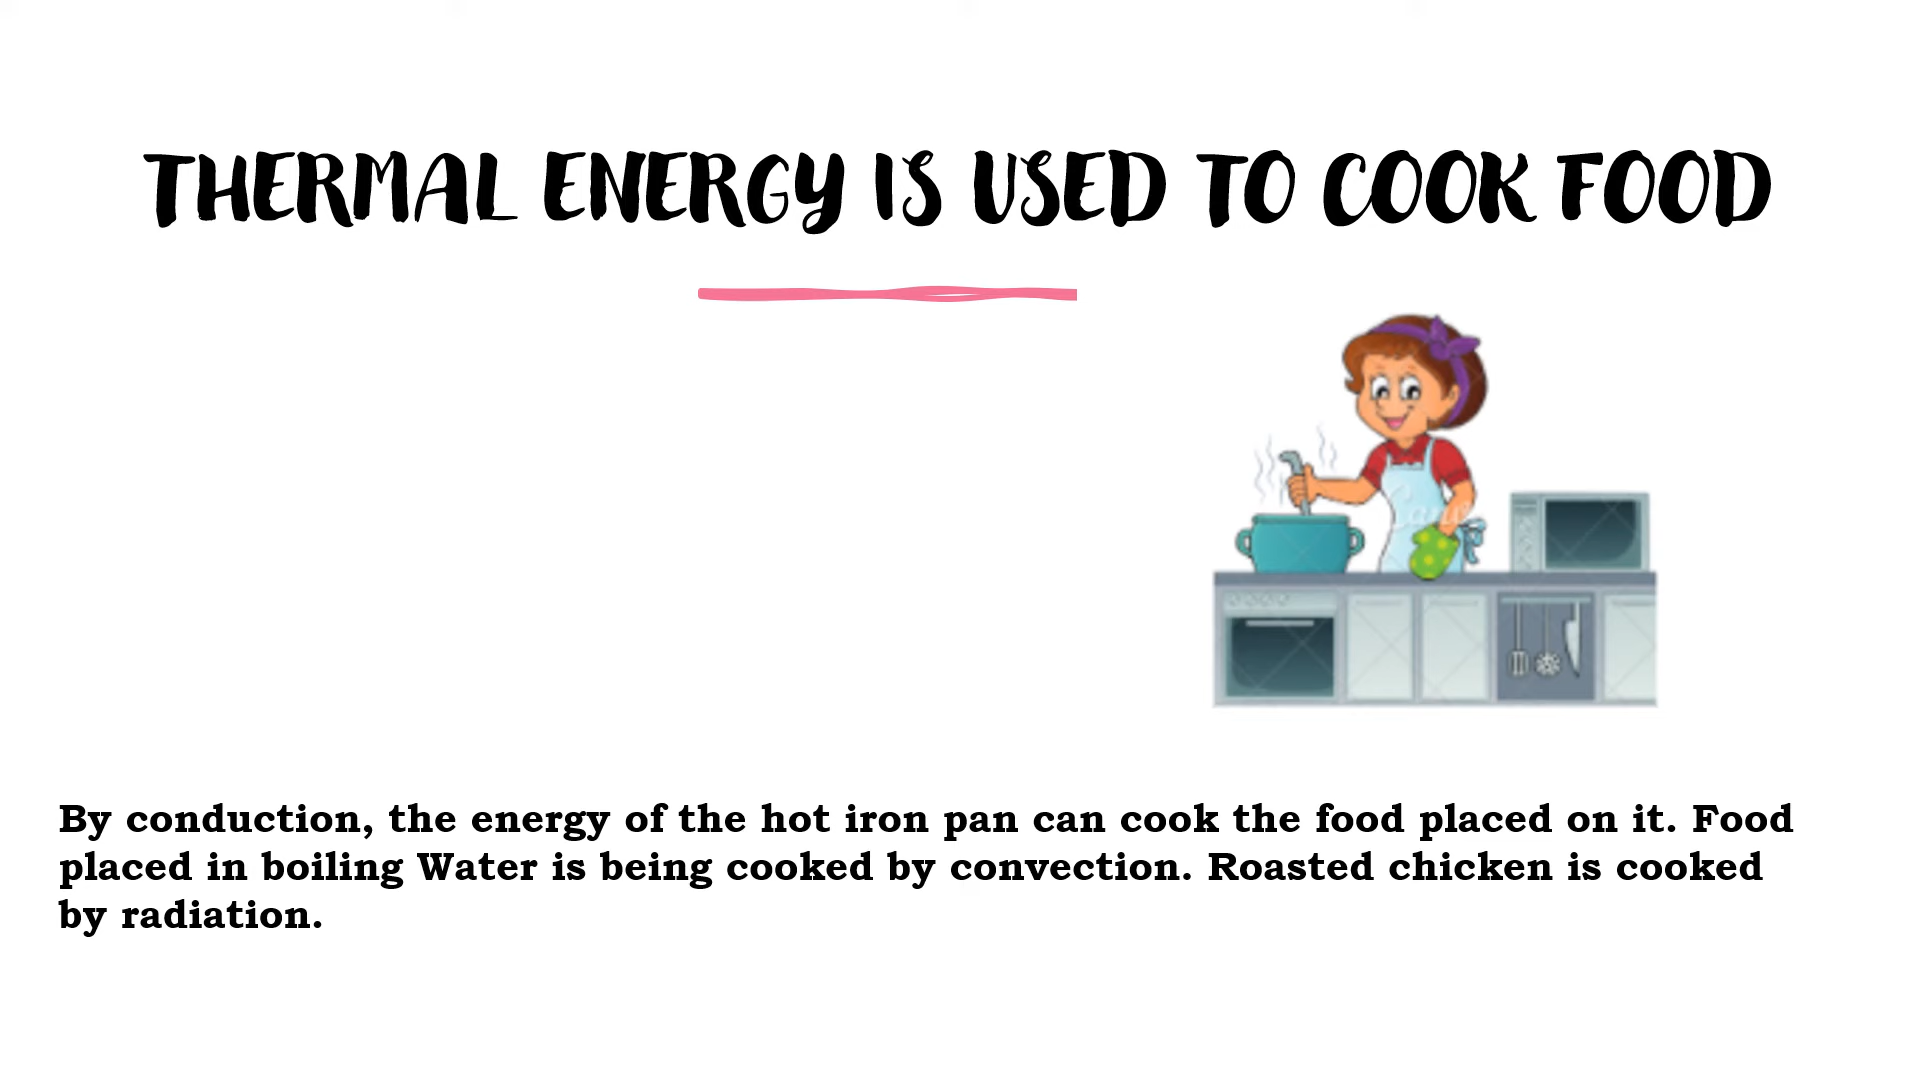 THERMAL ENERGY IS USED TO COOK FOOD
By conduction, the energy of the hot iron pan can cook the food placed on it. Food
placed in boiling Water is being cooked by convection. Roasted chicken is cooked
by radiation.